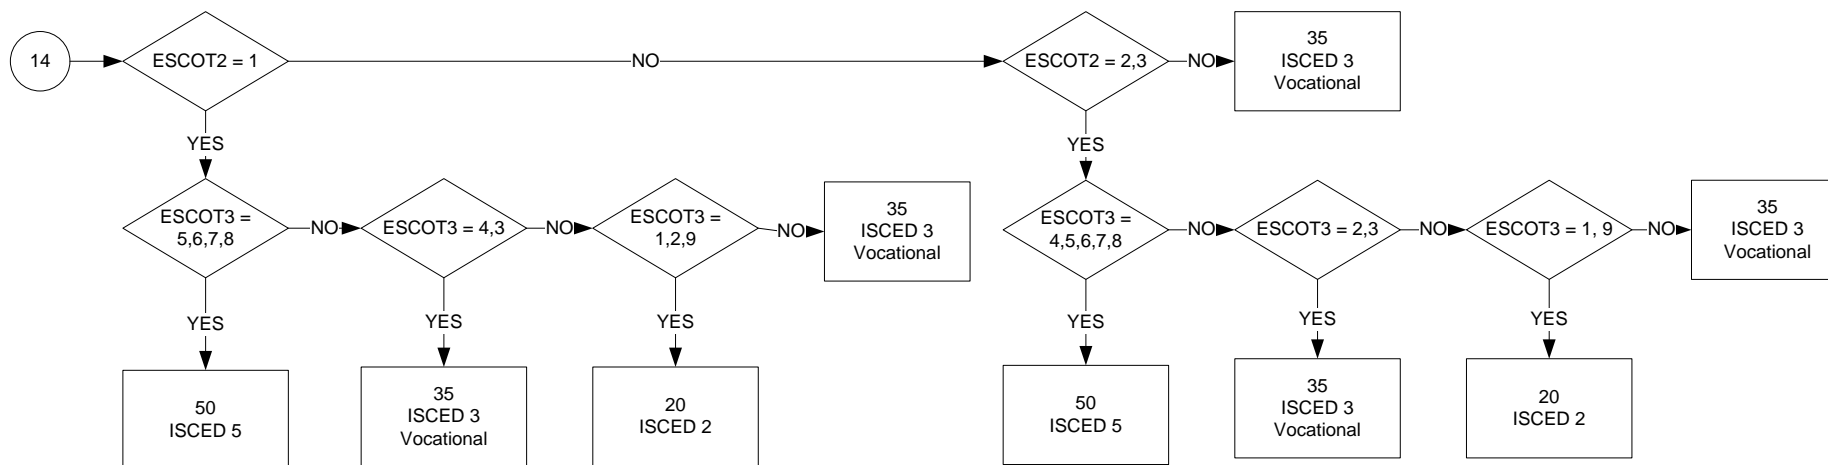 14
ESCOT2 = 1
NO
ESCOT2 = 2,3
NO
35
ISCED 3
Vocational
YES
YES
ESCOT3 =
5,6,7,8
NO
ESCOT3 = 4,3
NO
ESCOT3 =
1,2,9
NO
35
ISCED 3
Vocational
ESCOT3 =
4,5,6,7,8
NO
ESCOT3 = 2,3
NO
ESCOT3 = 1, 9
NO
35
ISCED 3
Vocational
YES
YES
YES
YES
YES
YES
50
ISCED 5
35
ISCED 3
Vocational
20
ISCED 2
50
ISCED 5
35
ISCED 3
Vocational
20
ISCED 2